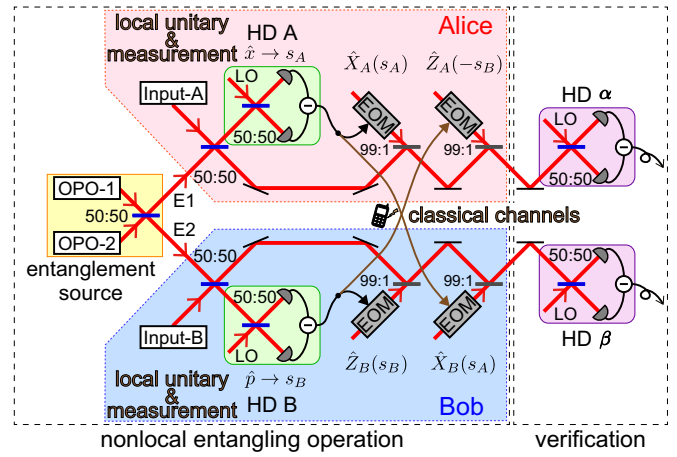 local unitary
&
measurement
HD A
x̂ → s_A
Alice
X̂_A(s_A)
Ẑ_A(-s_B)
LO
Input-A
50:50
EOM
EOM
99:1
99:1
50:50
HD α
LO
50:50
OPO-1
50:50
OPO-2
E1
E2
entanglement
source
classical channels
50:50
50:50
LO
Input-B
EOM
EOM
99:1
99:1
p̂ → s_B
HD B
Ẑ_B(s_B)
X̂_B(s_A)
local unitary
&
measurement
Bob
50:50
LO
HD β
nonlocal entangling operation
verification